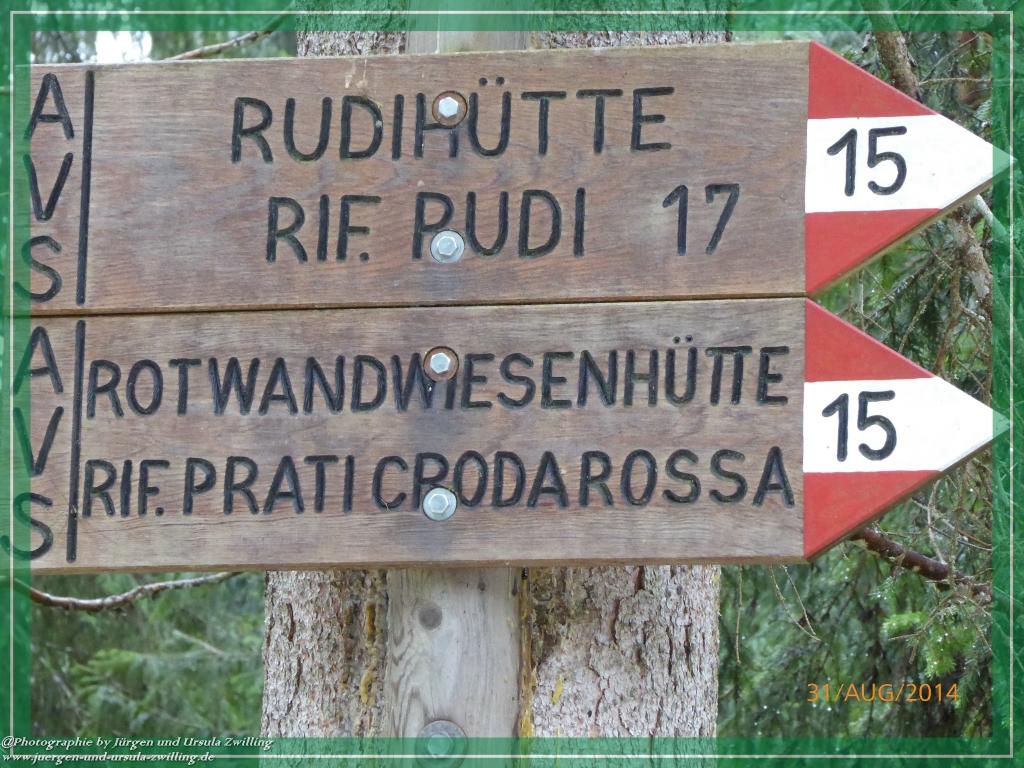 AVS
RUDIHÜTTE
RIF. RUDI 17
15
AVS
ROTWANDWIESENHÜTTE
RIF. PRATI CRODA ROSSA
15
31/AUG/2014
@Photographie by Jürgen und Ursula Zwilling
www.juergen-und-ursula-zwilling.de